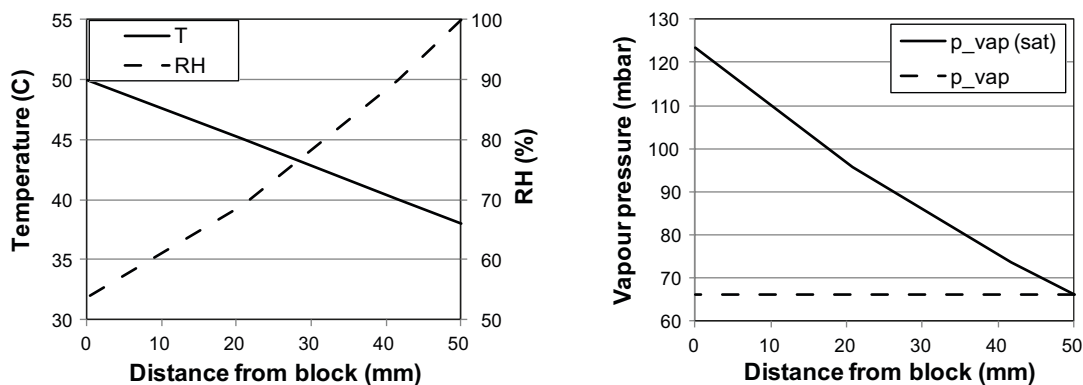 55
50
45
40
35
30
Temperature (C)
T
RH
100
90
80
70
60
50
RH (%)
0 10 20 30 40 50
Distance from block (mm)
130
120
110
100
90
80
70
60
Vapour pressure (mbar)
p_vap (sat)
p_vap
0 10 20 30 40 50
Distance from block (mm)